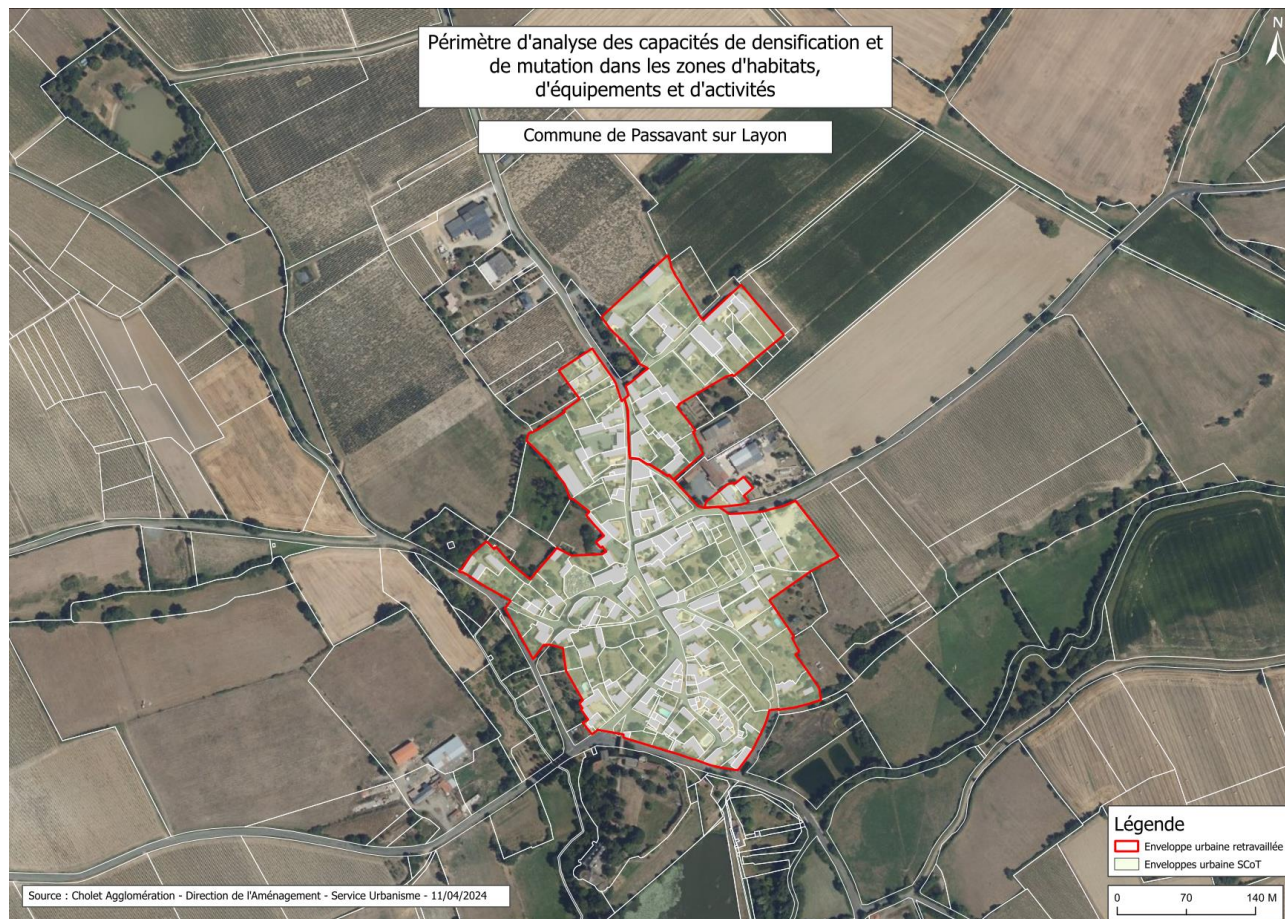 Périmètre d'analyse des capacités de densification et
de mutation dans les zones d'habitats,
d'équipements et d'activités
Commune de Passavant sur Layon
N
Légende
Enveloppe urbaine retravaillée
Enveloppes urbaine SCoT
0 70 140 M
Source : Cholet Agglomération - Direction de l'Aménagement - Service Urbanisme - 11/04/2024